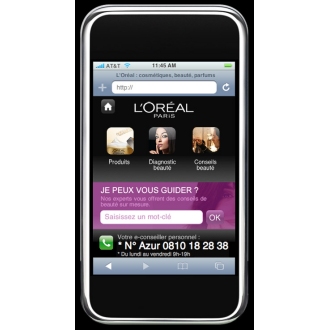 AT&T 11:45 AM
L'Oréal : cosmétiques, beauté, parfums
http://
L'ORÉAL
PARIS
Produits Diagnostic beauté Conseils beauté
JE PEUX VOUS GUIDER ?
Nos experts vous offrent des conseils de
beauté sur-mesure.
Saisissez un mot-clé OK
Votre e-conseiller personnel :
* N° Azur 0810 18 28 38
* Du lundi au vendredi 9h-19h